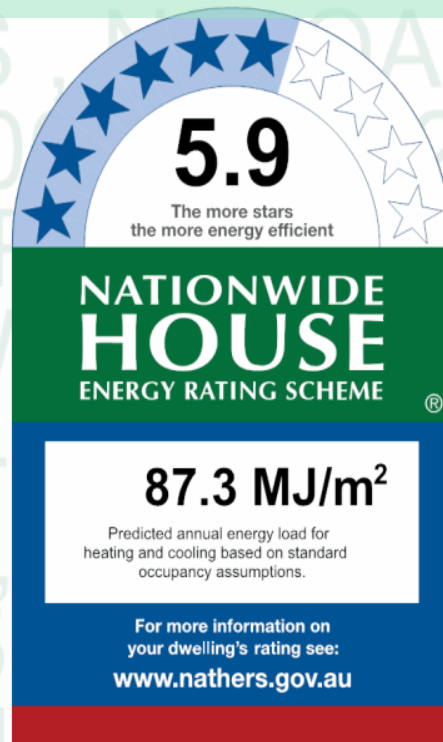 5.9
The more stars
the more energy efficient
NATIONWIDE
HOUSE
ENERGY RATING SCHEME ®
87.3 MJ/m²
Predicted annual energy load for
heating and cooling based on standard
occupancy assumptions.
For more information on
your dwelling's rating see:
www.nathers.gov.au